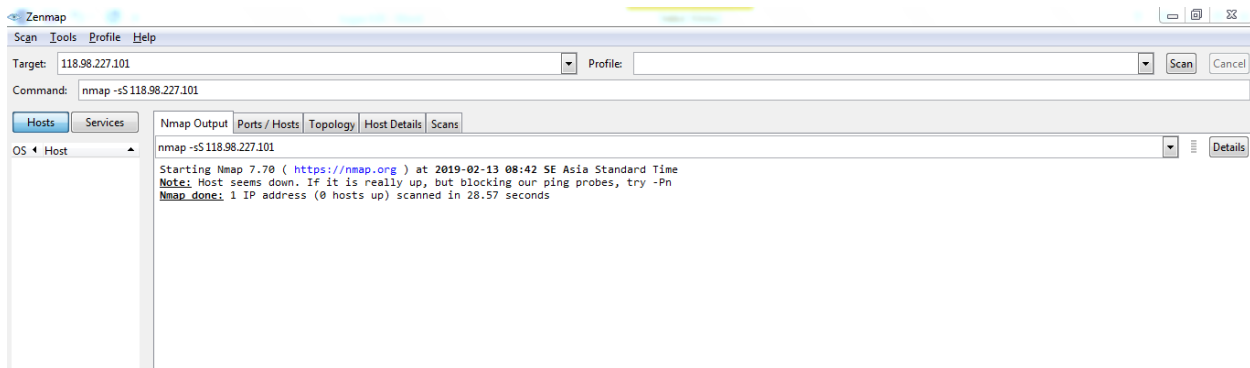 Zenmap
Scan Tools Profile Help
Target: 118.98.227.101 Profile: Scan Cancel
Command: nmap -sS 118.98.227.101
Hosts Services Nmap Output Ports / Hosts Topology Host Details Scans
OS Host nmap -sS 118.98.227.101 Details
Starting Nmap 7.70 ( https://nmap.org ) at 2019-02-13 08:42 SE Asia Standard Time
Note: Host seems down. If it is really up, but blocking our ping probes, try -Pn
Nmap done: 1 IP address (0 hosts up) scanned in 28.57 seconds